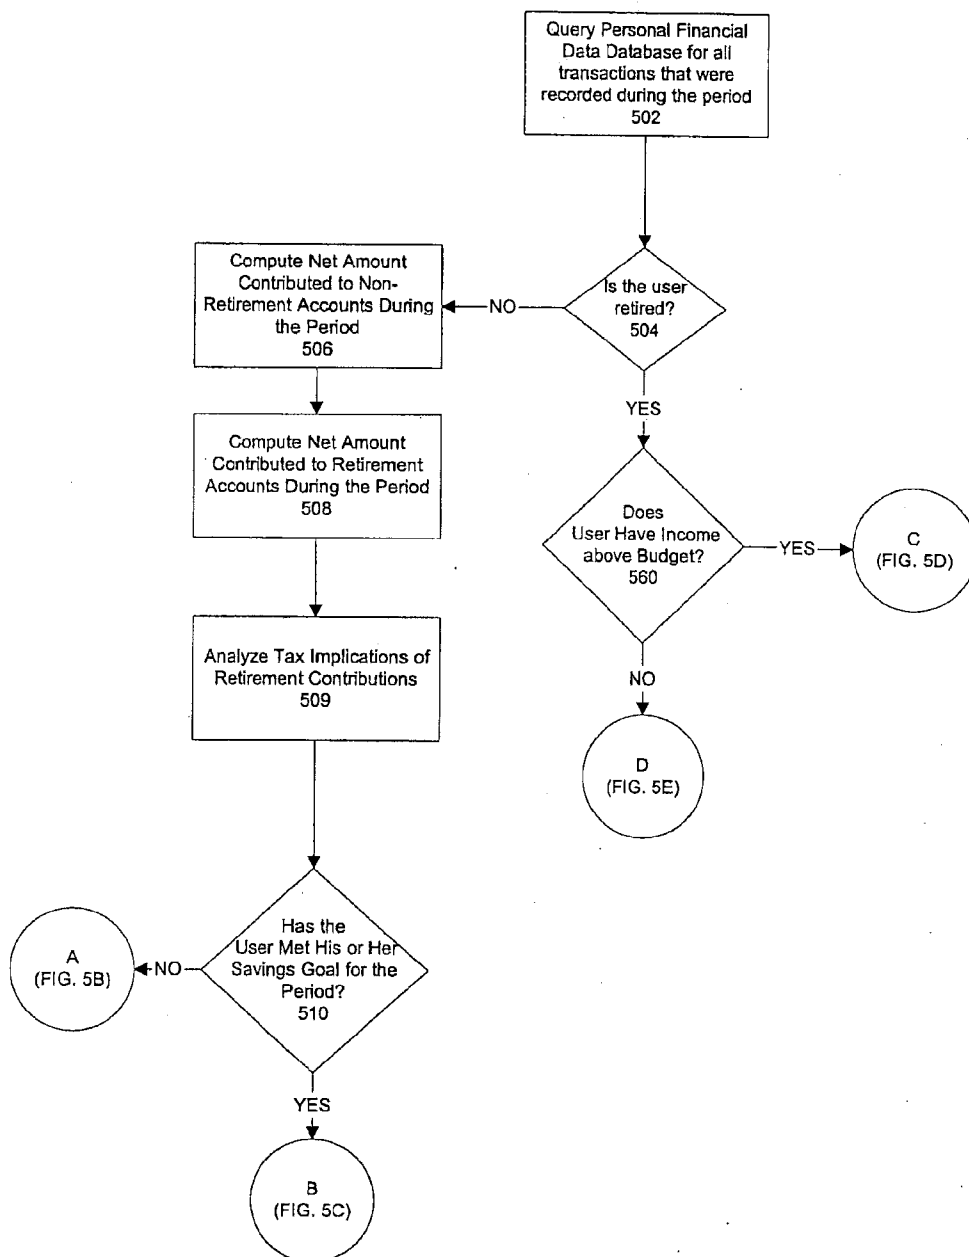 Query Personal Financial
Data Database for all
transactions that were
recorded during the period
502
Is the user
retired?
504
NO
YES
Compute Net Amount
Contributed to Non-
Retirement Accounts During
the Period
506
Compute Net Amount
Contributed to Retirement
Accounts During the Period
508
Analyze Tax Implications of
Retirement Contributions
509
Does
User Have Income
above Budget?
560
YES
C
(FIG. 5D)
NO
D
(FIG. 5E)
Has the
User Met His or Her
Savings Goal for the
Period?
510
NO
A
(FIG. 5B)
YES
B
(FIG. 5C)